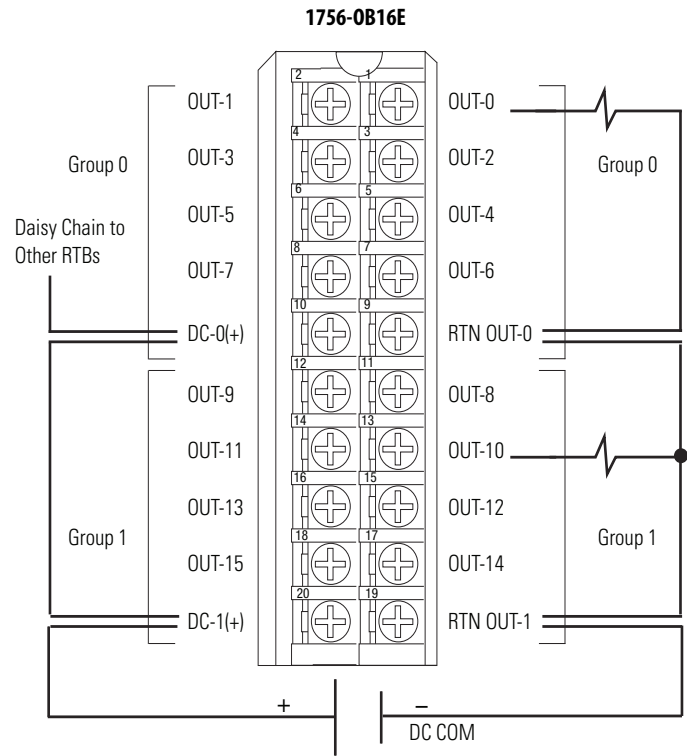 1756-OB16E
2 1
OUT-1 OUT-0
4 3
Group 0 OUT-3 OUT-2 Group 0
6 5
Daisy Chain to
Other RTBs
OUT-5 OUT-4
8 7
OUT-7 OUT-6
10 9
DC-0(+) RTN OUT-0
12 11
OUT-9 OUT-8
14 13
OUT-11 OUT-10
16 15
OUT-13 OUT-12
Group 1 Group 1
18 17
OUT-15 OUT-14
20 19
DC-1(+) RTN OUT-1
+ –
DC COM